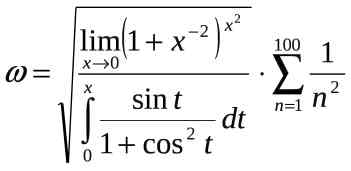 ω = √( lim_{x→0} (1 + x^{−2})^{x^2} / ∫_0^x (sin t / (1 + cos^2 t)) dt ) · ∑_{n=1}^{100} 1/n^2